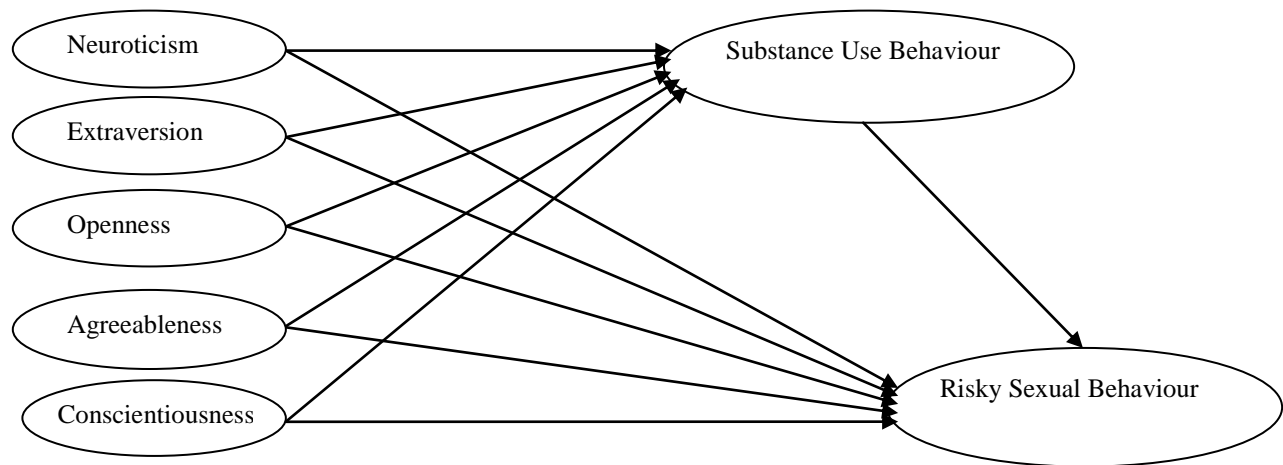 Neuroticism
Substance Use Behaviour
Extraversion
Openness
Agreeableness
Risky Sexual Behaviour
Conscientiousness